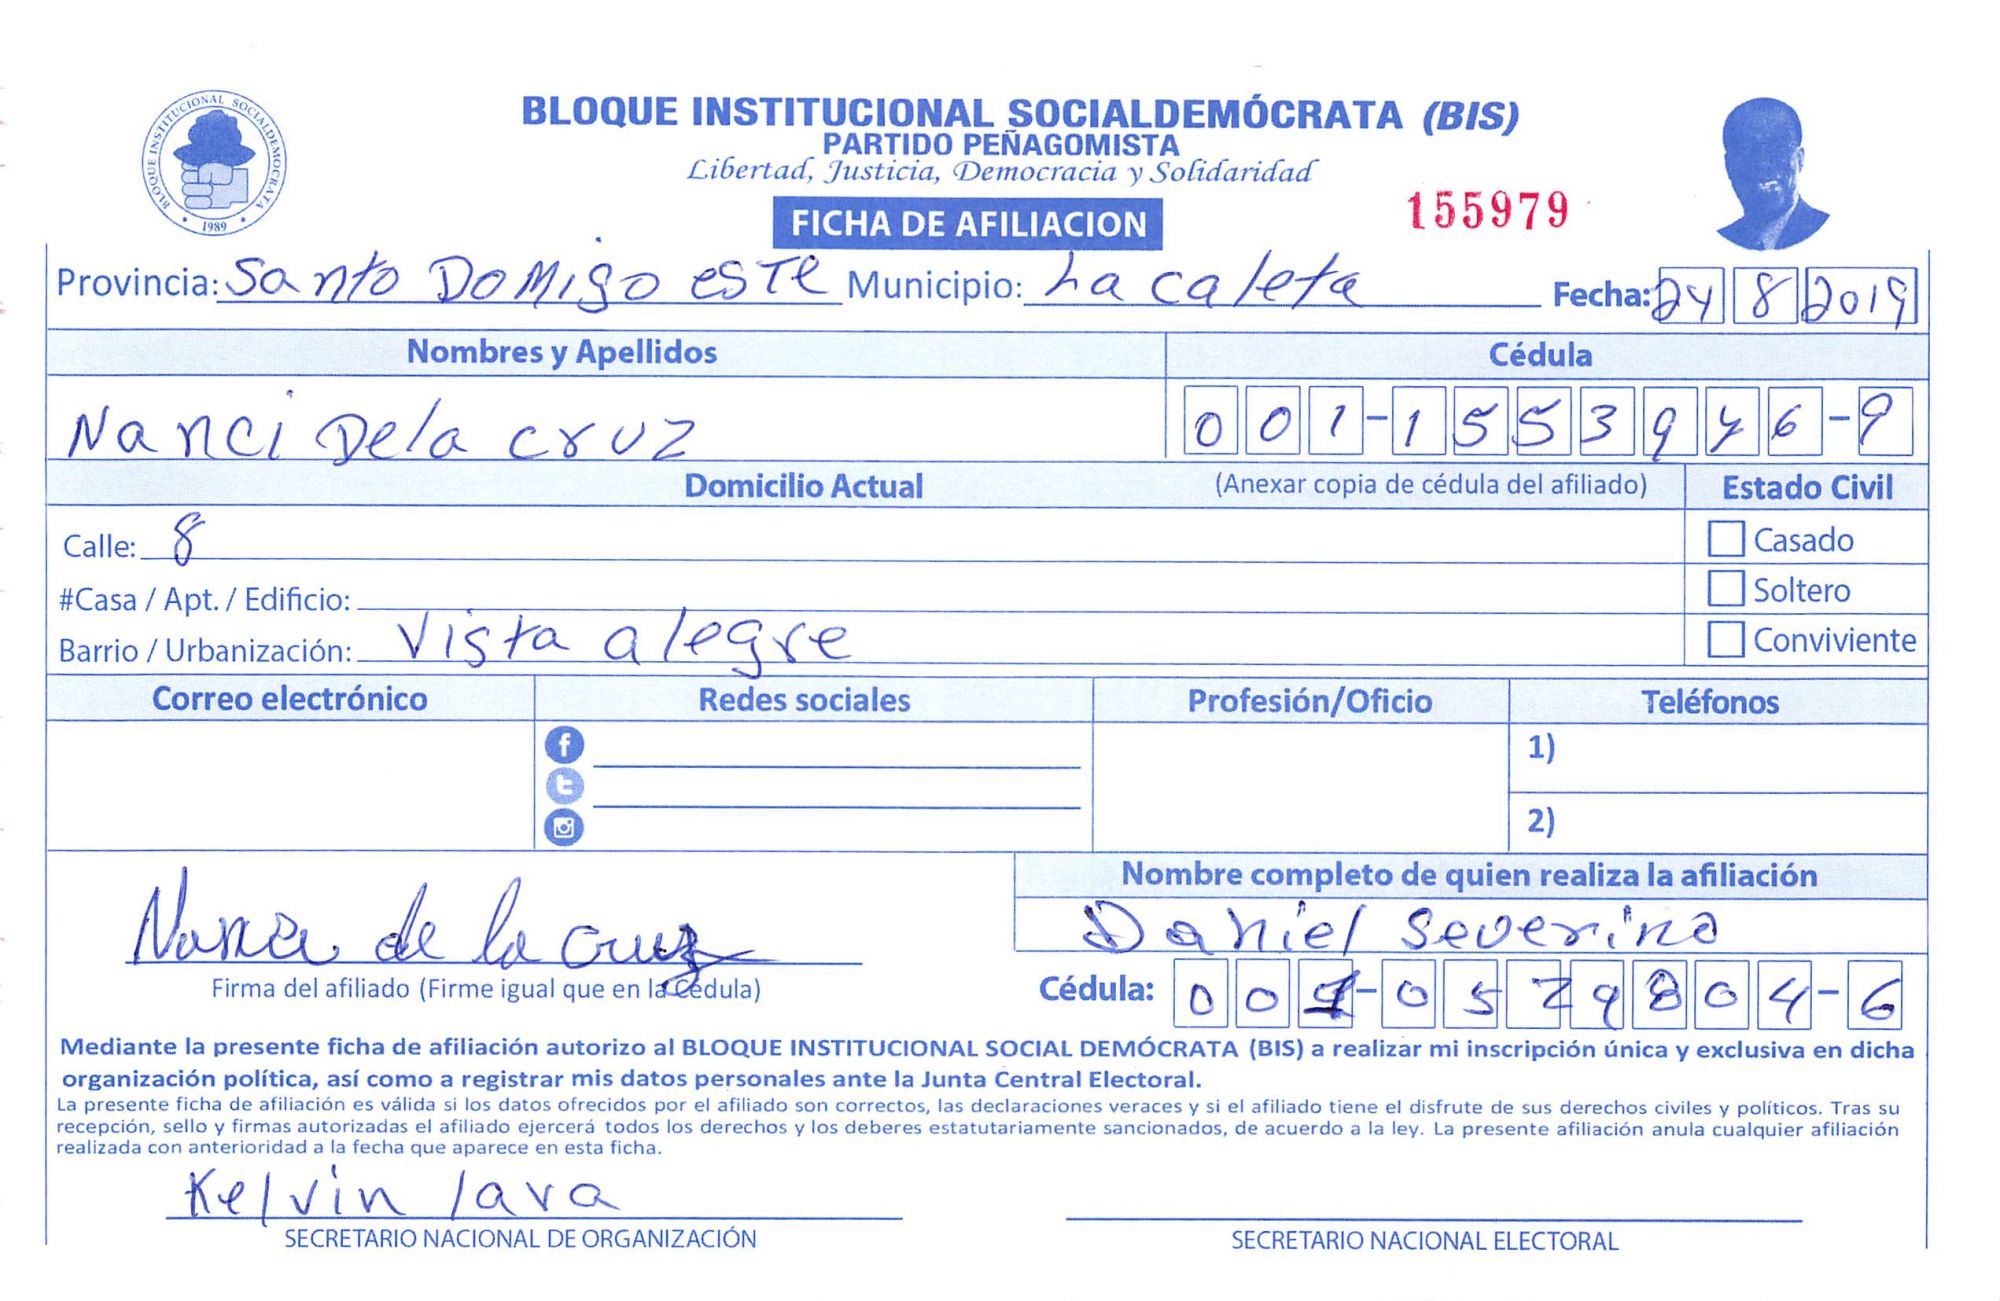 BLOQUE INSTITUCIONAL SOCIALDEMOCRATA
1989
BLOQUE INSTITUCIONAL SOCIALDEMÓCRATA (BIS)
PARTIDO PEÑAGOMISTA
Libertad, Justicia, Democracia y Solidaridad
FICHA DE AFILIACION
155979
Provincia: Santo DoMigo esTe Municipio: La caleta Fecha: 24 8 2019
Nombres y Apellidos Cédula
Nanci Dela cruz 001-1553946-9
Domicilio Actual (Anexar copia de cédula del afiliado) Estado Civil
Calle: 8 Casado
#Casa / Apt. / Edificio: Soltero
Barrio / Urbanización: Vista alegre Conviviente
Correo electrónico Redes sociales Profesión/Oficio Teléfonos
1)
2)
Nombre completo de quien realiza la afiliación
Daniel Severino
Nanci de la Cruz
Firma del afiliado (Firme igual que en la Cédula) Cédula: 001-0579804-6
Mediante la presente ficha de afiliación autorizo al BLOQUE INSTITUCIONAL SOCIAL DEMÓCRATA (BIS) a realizar mi inscripción única y exclusiva en dicha
organización política, así como a registrar mis datos personales ante la Junta Central Electoral.
La presente ficha de afiliación es válida si los datos ofrecidos por el afiliado son correctos, las declaraciones veraces y si el afiliado tiene el disfrute de sus derechos civiles y políticos. Tras su
recepción, sello y firmas autorizadas el afiliado ejercerá todos los derechos y los deberes estatutariamente sancionados, de acuerdo a la ley. La presente afiliación anula cualquier afiliación
realizada con anterioridad a la fecha que aparece en esta ficha.
Kelvin lara
SECRETARIO NACIONAL DE ORGANIZACIÓN SECRETARIO NACIONAL ELECTORAL